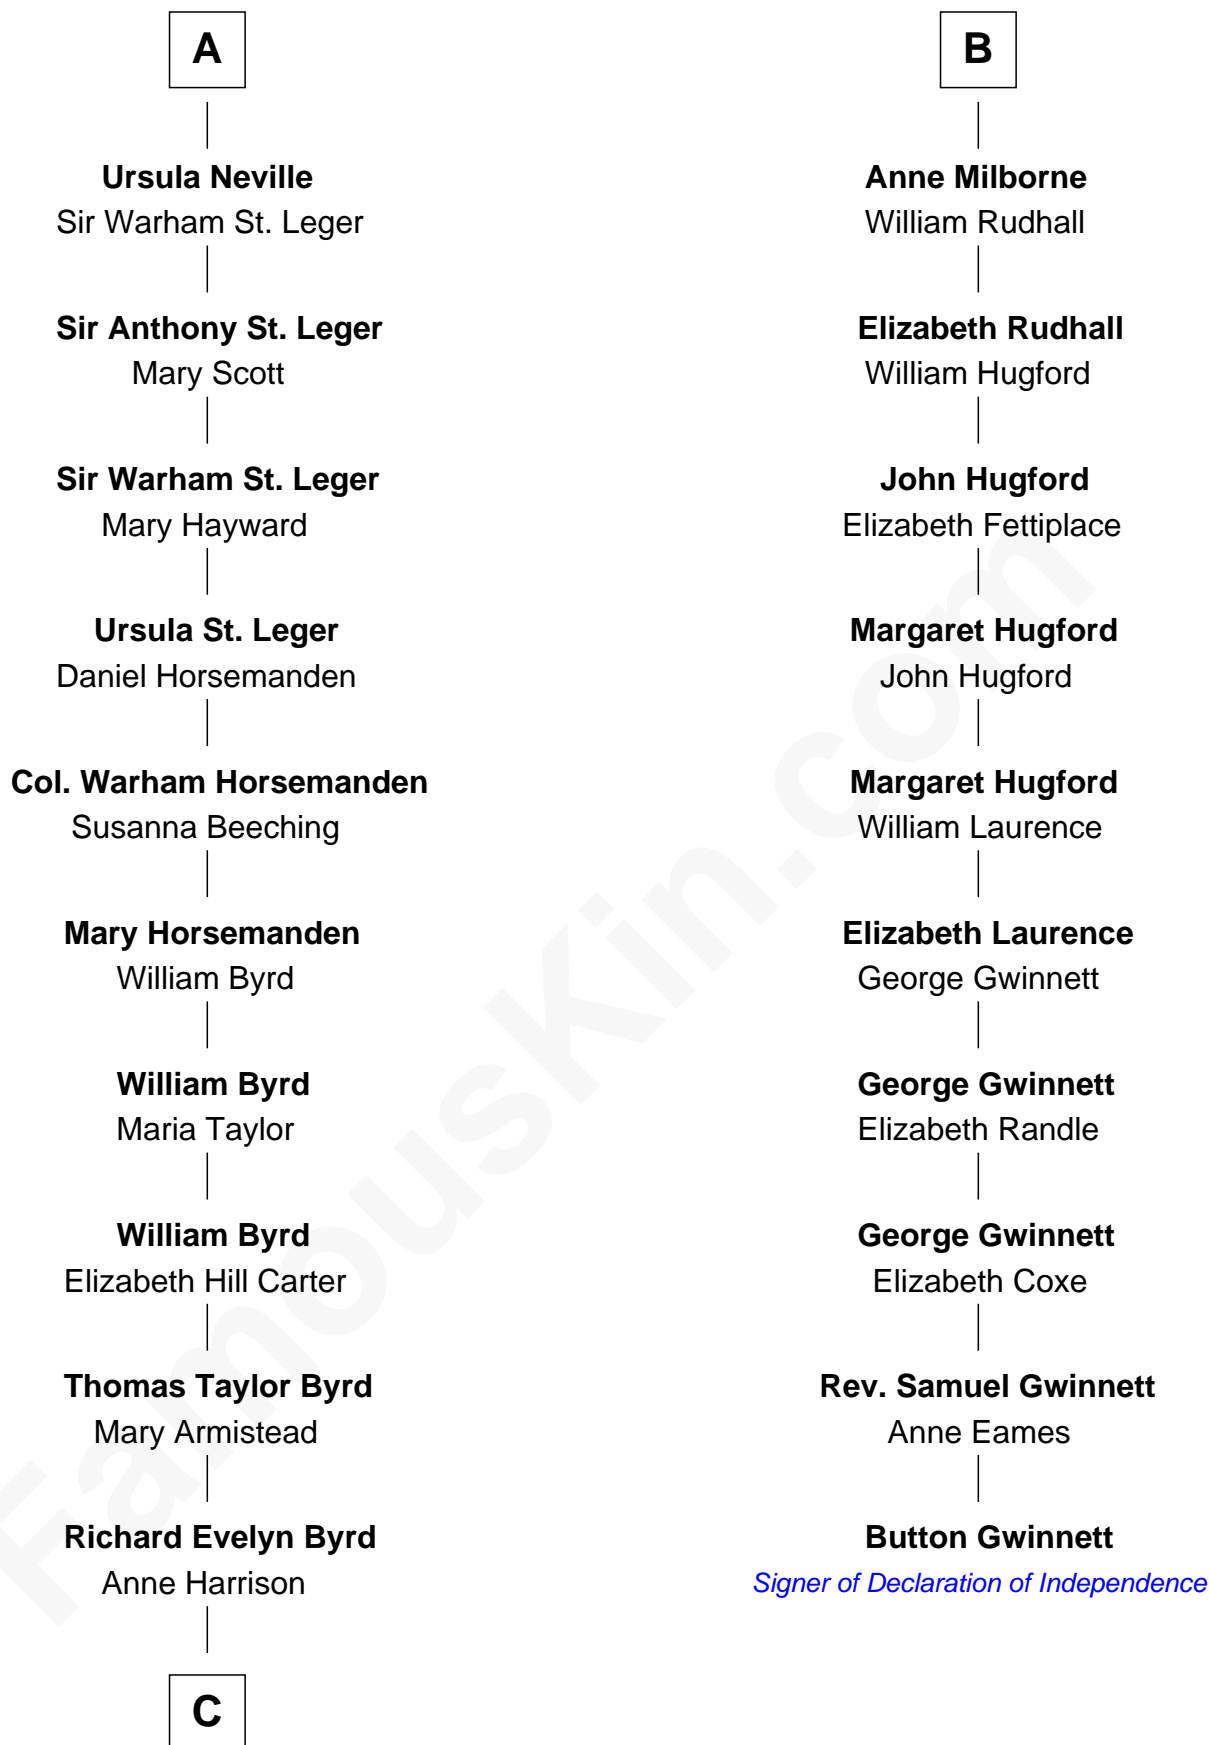 A
Ursula Neville
Sir Warham St. Leger
Sir Anthony St. Leger
Mary Scott
Sir Warham St. Leger
Mary Hayward
Ursula St. Leger
Daniel Horsemanden
Col. Warham Horsemanden
Susanna Beeching
Mary Horsemanden
William Byrd
William Byrd
Maria Taylor
William Byrd
Elizabeth Hill Carter
Thomas Taylor Byrd
Mary Armistead
Richard Evelyn Byrd
Anne Harrison
C
B
Anne Milborne
William Rudhall
Elizabeth Rudhall
William Hugford
John Hugford
Elizabeth Fettiplace
Margaret Hugford
John Hugford
Margaret Hugford
William Laurence
Elizabeth Laurence
George Gwinnett
George Gwinnett
Elizabeth Randle
George Gwinnett
Elizabeth Coxe
Rev. Samuel Gwinnett
Anne Eames
Button Gwinnett
Signer of Declaration of Independence
FamousKin.com